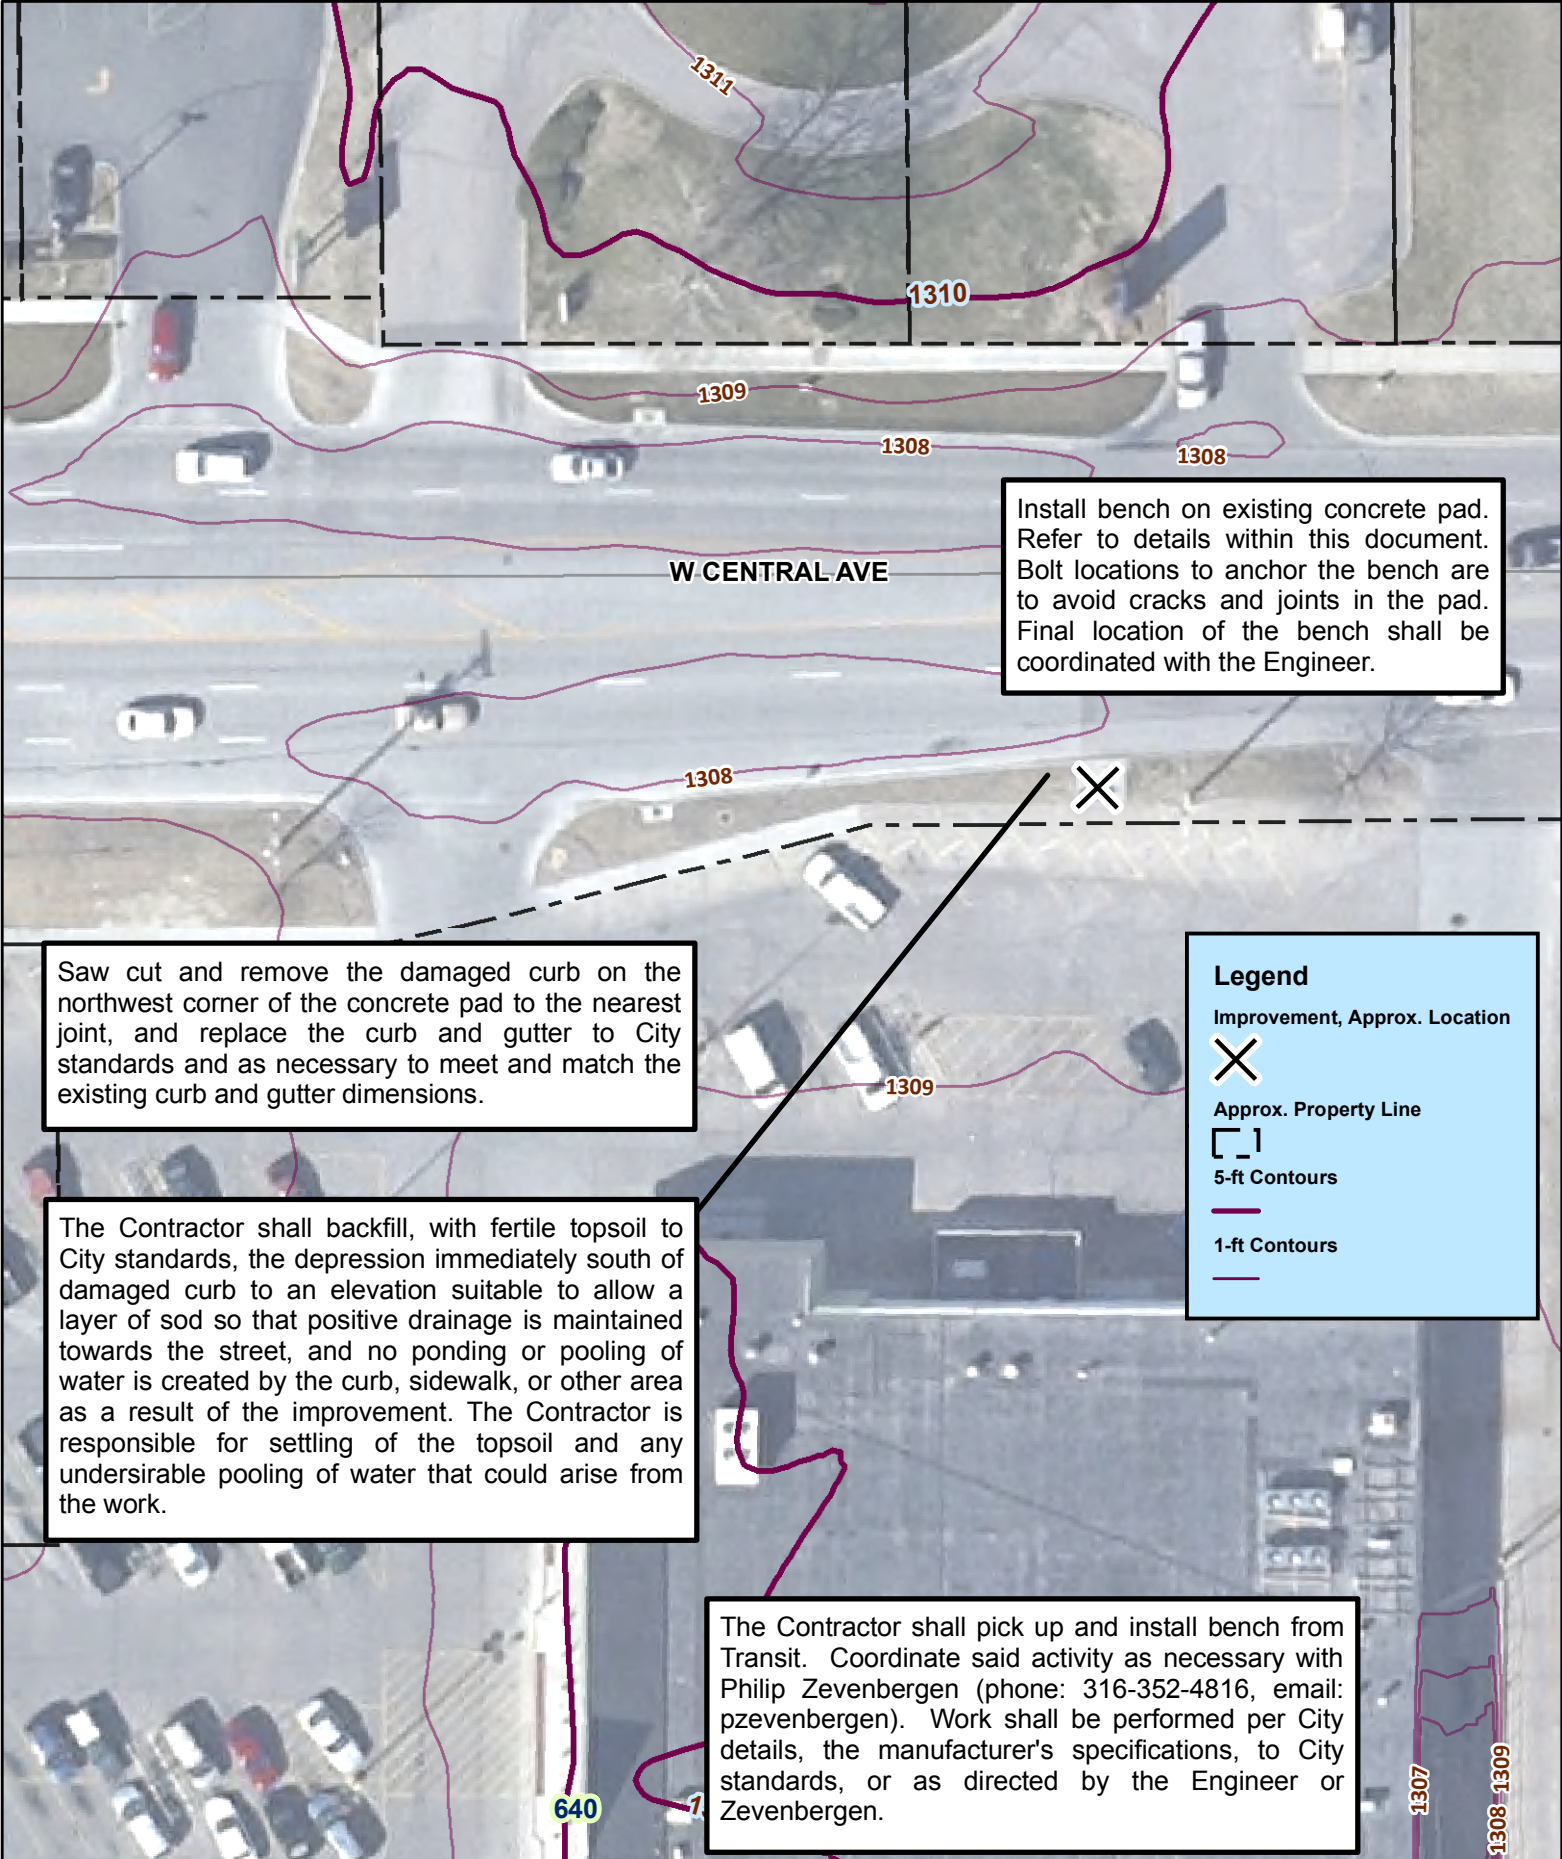 1311
1310
1309
1308
1308
Install bench on existing concrete pad.
Refer to details within this document.
Bolt locations to anchor the bench are
to avoid cracks and joints in the pad.
Final location of the bench shall be
coordinated with the Engineer.
W CENTRAL AVE
1308
Saw cut and remove the damaged curb on the
northwest corner of the concrete pad to the nearest
joint, and replace the curb and gutter to City
standards and as necessary to meet and match the
existing curb and gutter dimensions.
Legend
Improvement, Approx. Location
Approx. Property Line
5-ft Contours
1-ft Contours
1309
The Contractor shall backfill, with fertile topsoil to
City standards, the depression immediately south of
damaged curb to an elevation suitable to allow a
layer of sod so that positive drainage is maintained
towards the street, and no ponding or pooling of
water is created by the curb, sidewalk, or other area
as a result of the improvement. The Contractor is
responsible for settling of the topsoil and any
undersirable pooling of water that could arise from
the work.
The Contractor shall pick up and install bench from
Transit. Coordinate said activity as necessary with
Philip Zevenbergen (phone: 316-352-4816, email:
pzevenbergen). Work shall be performed per City
details, the manufacturer's specifications, to City
standards, or as directed by the Engineer or
Zevenbergen.
640
1307
1308
1309